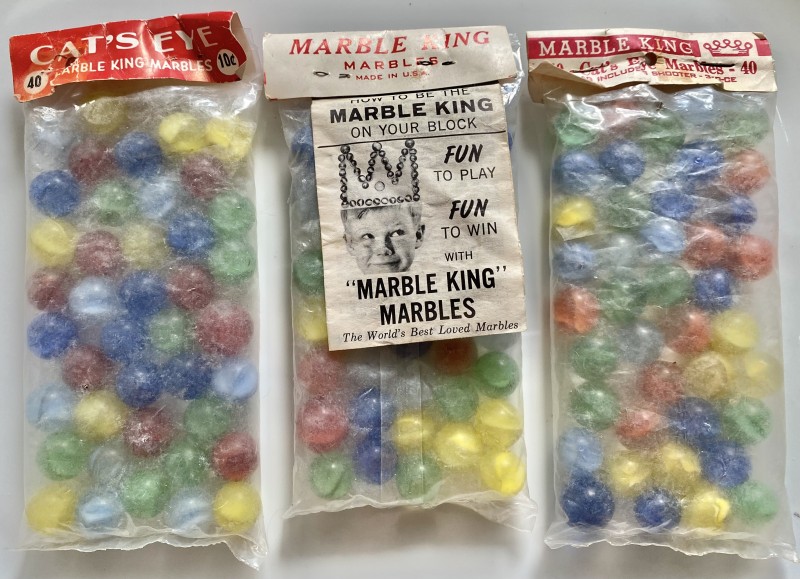 CAT'S EYE
40 MARBLE KING MARBLES 10¢
MARBLE KING
MARBLES
MADE IN U.S.A.
HOW TO BE THE
MARBLE KING
ON YOUR BLOCK
FUN
TO PLAY
FUN
TO WIN
WITH
"MARBLE KING"
MARBLES
The World's Best Loved Marbles
MARBLE KING
Cat's Eye Marbles - 40
INCLUDES SHOOTER